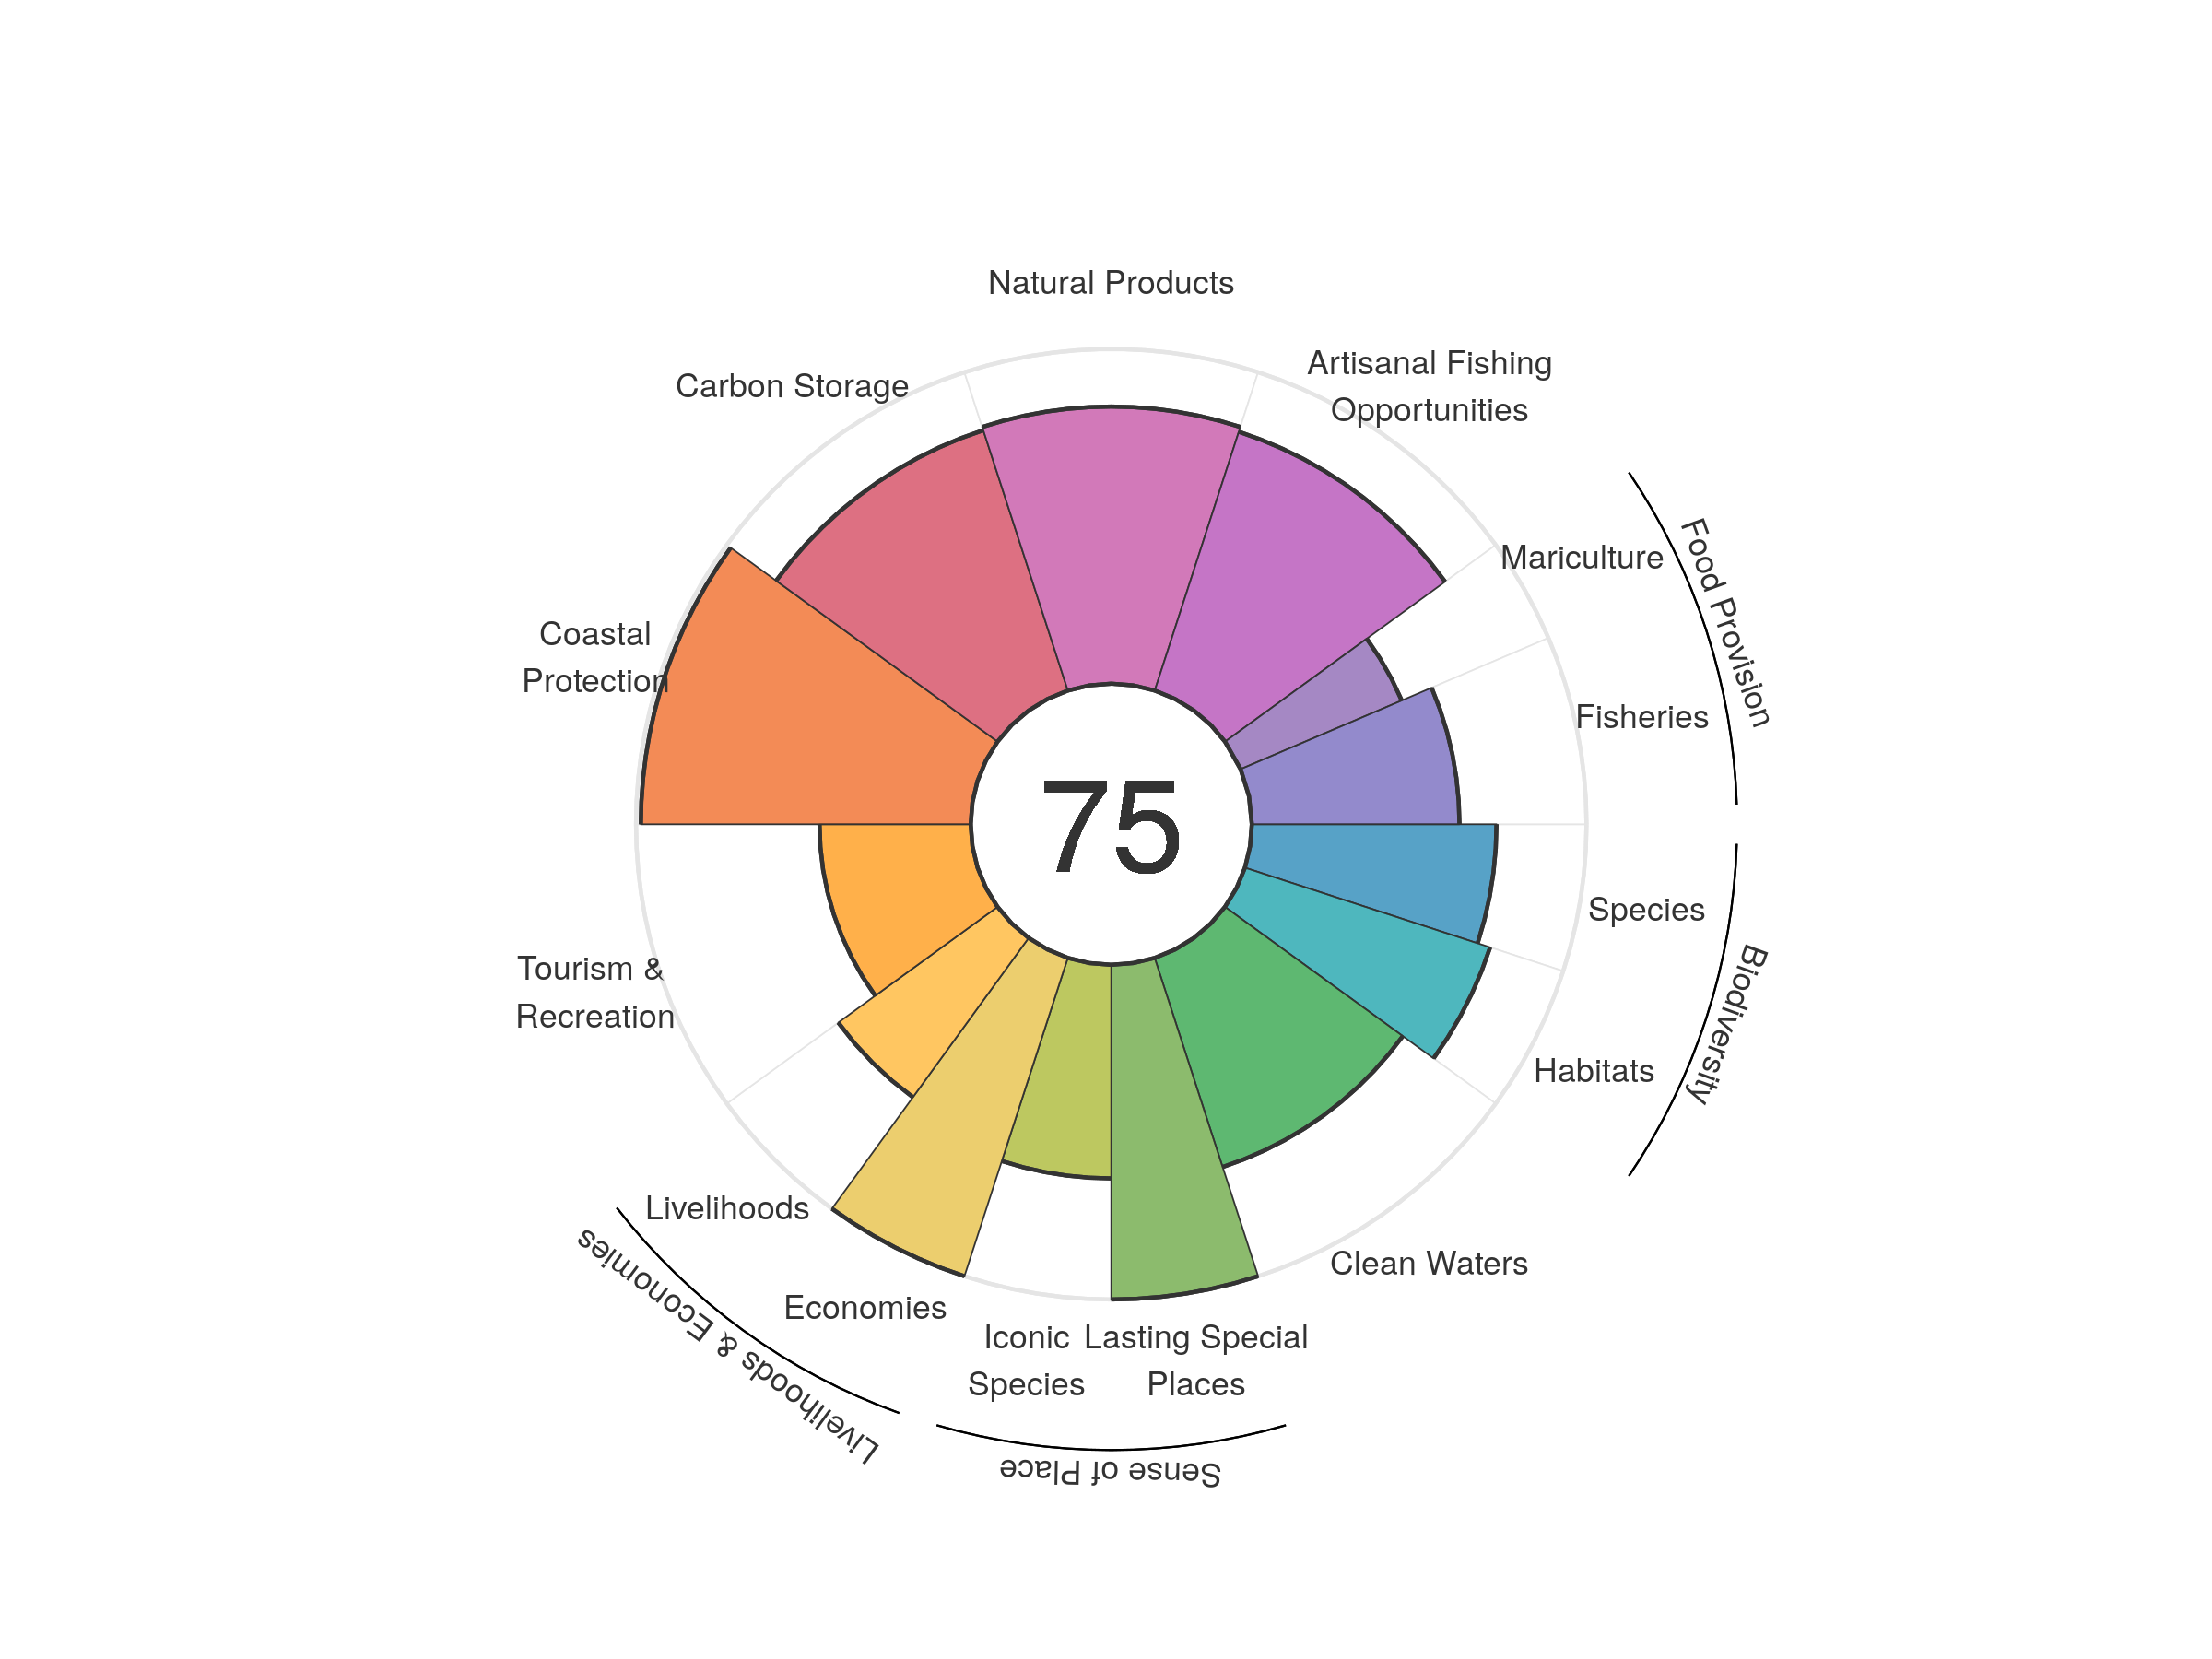 Natural Products
Artisanal Fishing
Opportunities
Carbon Storage
Mariculture
Food Provision
Coastal
Protection
Fisheries
75
Species
Biodiversity
Tourism &
Recreation
Habitats
Livelihoods
Clean Waters
Livelihoods & Economies
Economies
Iconic
Species
Lasting Special
Places
Sense of Place